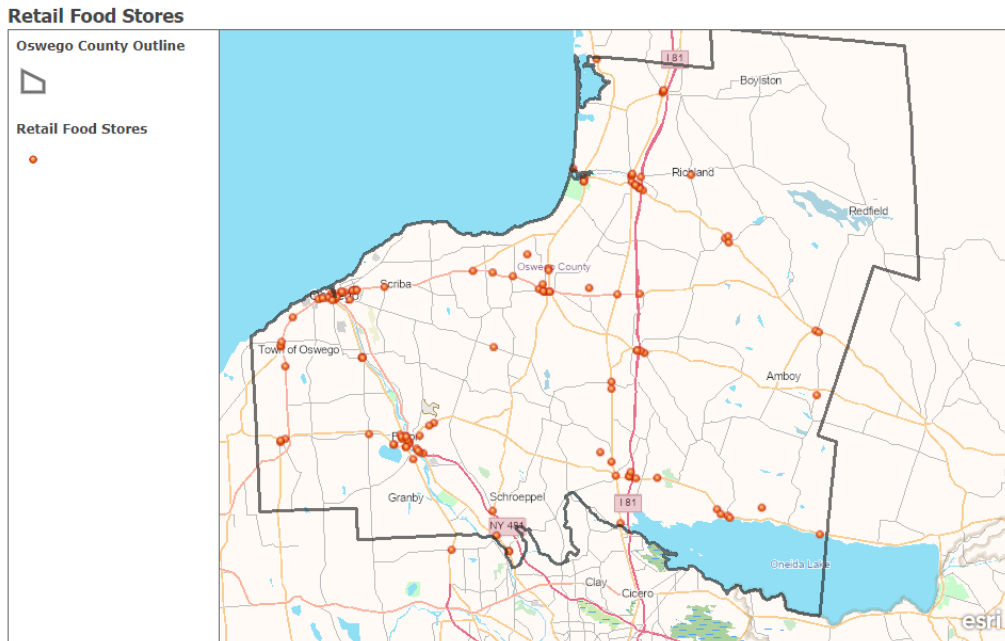 Retail Food Stores
Oswego County Outline
Retail Food Stores
I 81
Boylston
Richland
Redfield
Oswego County
Scriba
Town of Oswego
Amboy
Granby
Schroeppel
I 81
NY 481
Oneida Lake
Clay
Cicero
esri